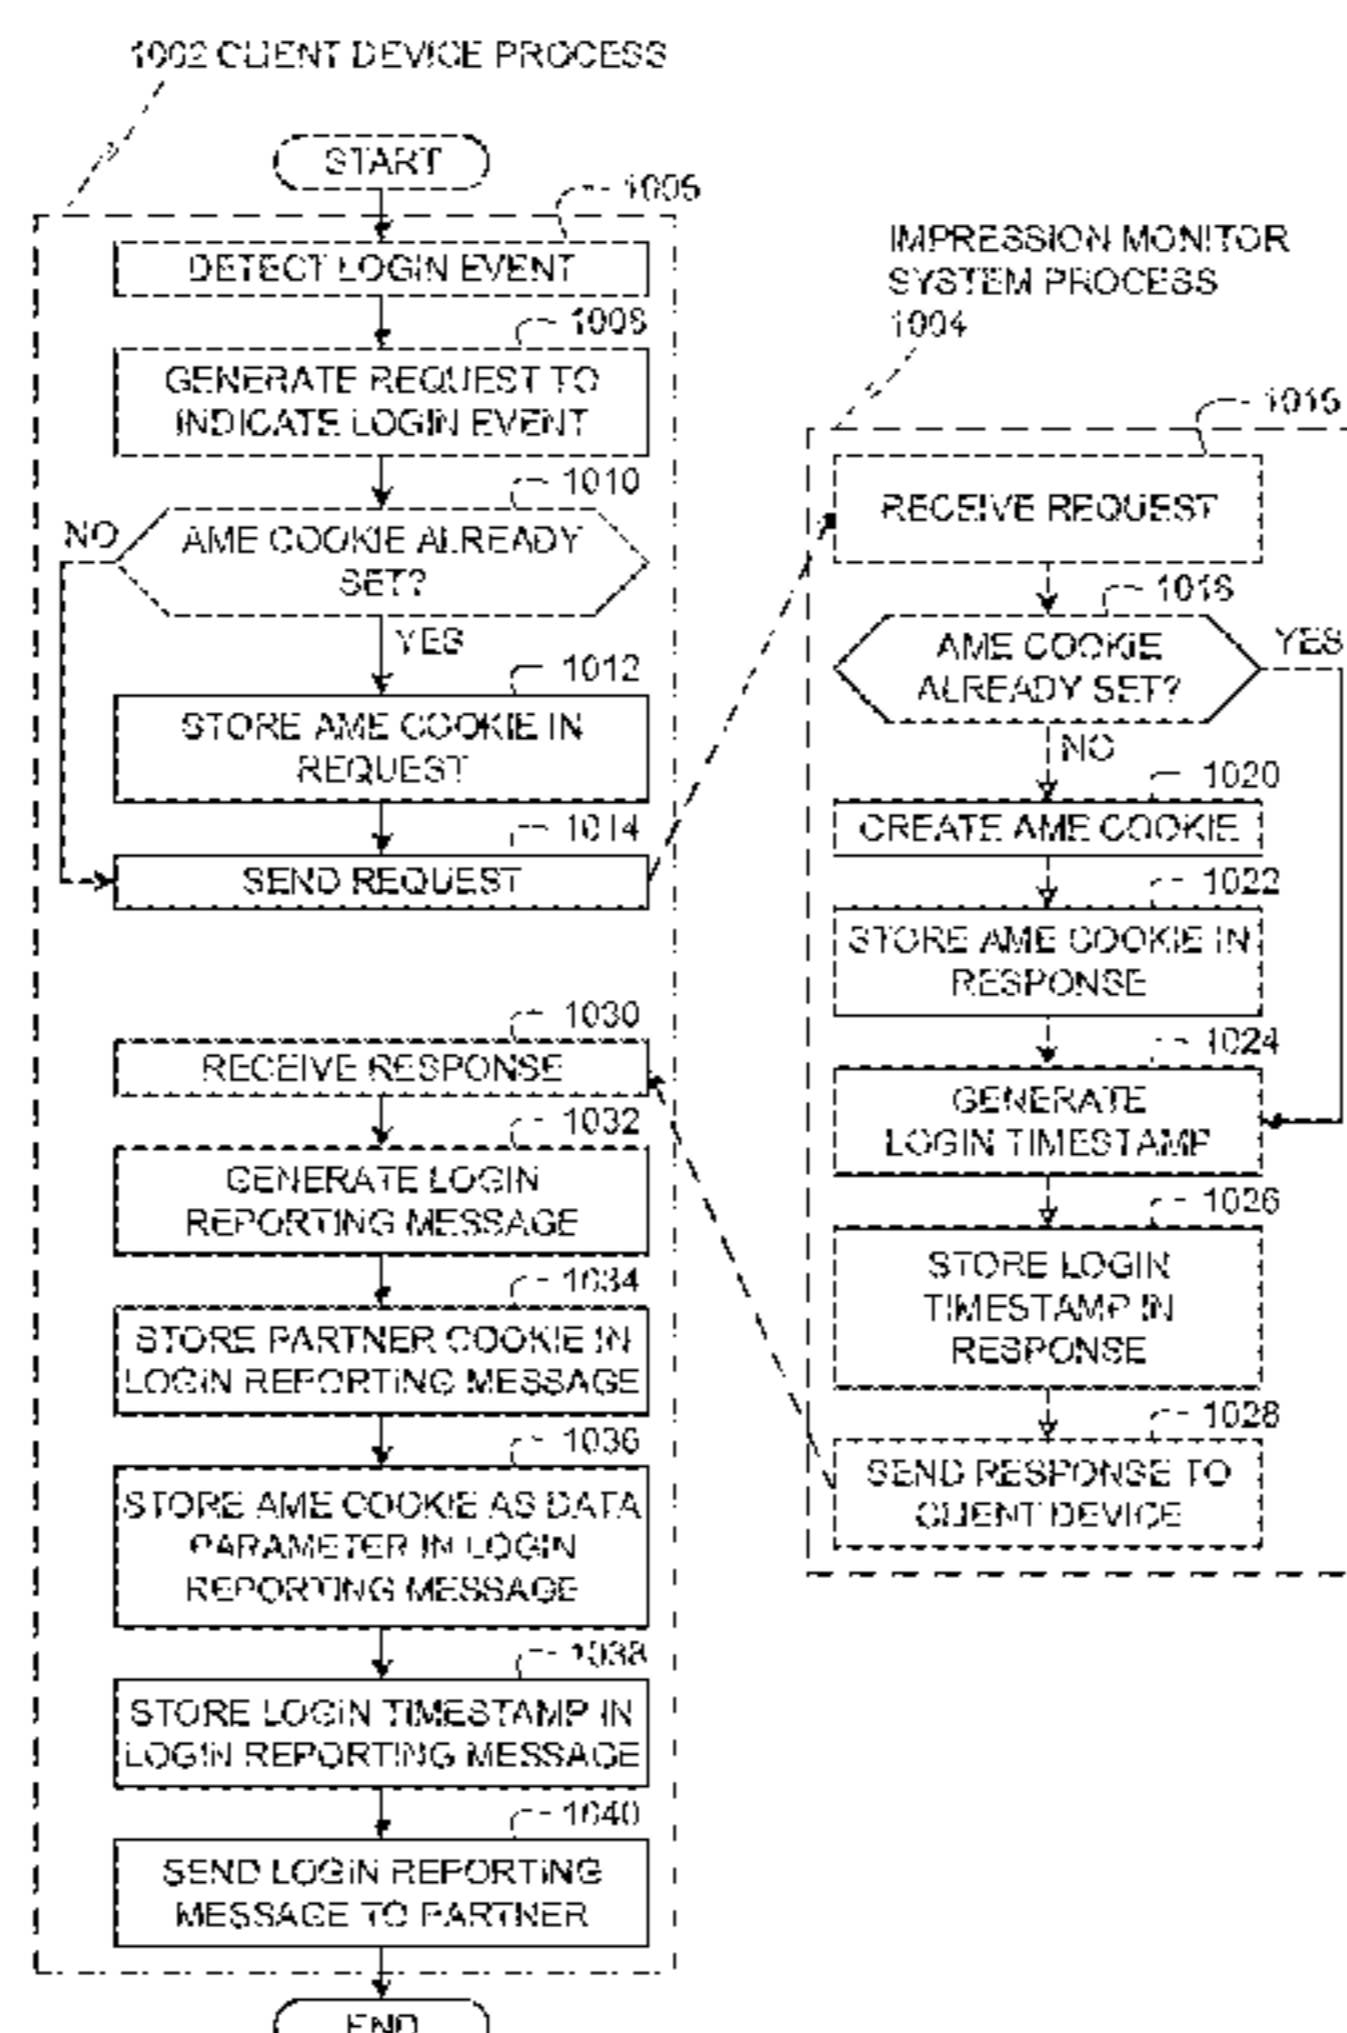 1002 CLIENT DEVICE PROCESS
START
1006
DETECT LOGIN EVENT
1008
GENERATE REQUEST TO
INDICATE LOGIN EVENT
1010
NO
AME COOKIE ALREADY
SET?
YES
1012
STORE AME COOKIE IN
REQUEST
1014
SEND REQUEST
1030
RECEIVE RESPONSE
1032
GENERATE LOGIN
REPORTING MESSAGE
1034
STORE PARTNER COOKIE IN
LOGIN REPORTING MESSAGE
1036
STORE AME COOKIE AS DATA
PARAMETER IN LOGIN
REPORTING MESSAGE
1038
STORE LOGIN TIMESTAMP IN
LOGIN REPORTING MESSAGE
1040
SEND LOGIN REPORTING
MESSAGE TO PARTNER
END
IMPRESSION MONITOR
SYSTEM PROCESS
1004
1016
RECEIVE REQUEST
1018
AME COOKIE
ALREADY SET?
YES
NO
1020
CREATE AME COOKIE
1022
STORE AME COOKIE IN
RESPONSE
1024
GENERATE
LOGIN TIMESTAMP
1026
STORE LOGIN
TIMESTAMP IN
RESPONSE
1028
SEND RESPONSE TO
CLIENT DEVICE